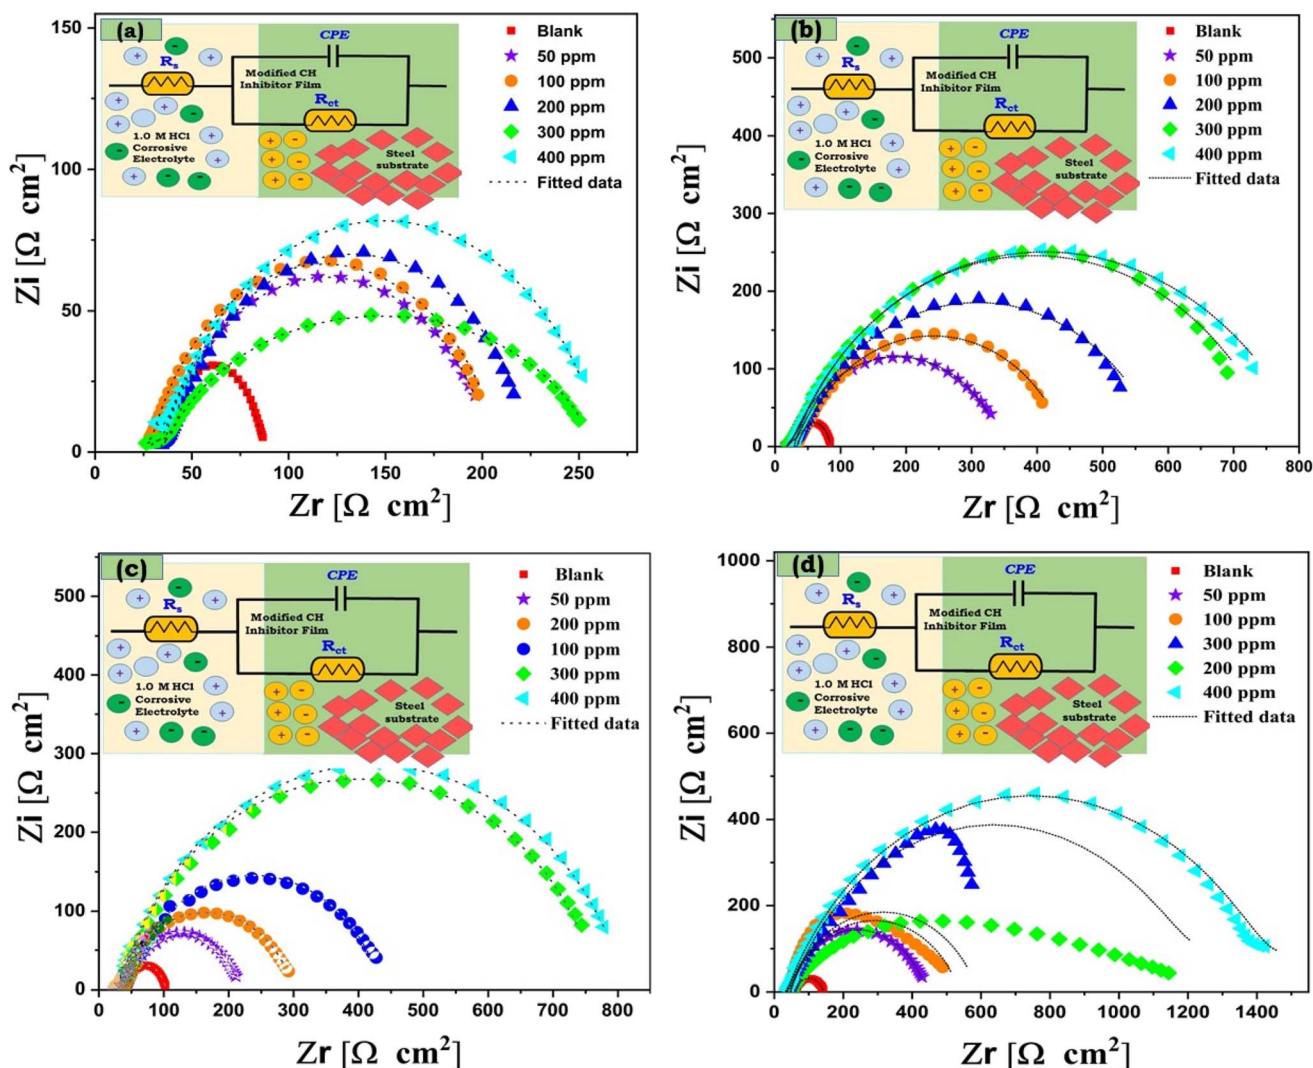 (a)
CPE
Rs
Modified CH
Inhibitor Film
Rct
1.0 M HCl
Corrosive
Electrolyte
Steel
substrate
Blank
50 ppm
100 ppm
200 ppm
300 ppm
400 ppm
Fitted data
150
100
50
0
0 50 100 150 200 250
Zi [Ω cm²]
Zr [Ω cm²]
(b)
CPE
Rs
Modified CH
Inhibitor Film
Rct
1.0 M HCl
Corrosive
Electrolyte
Steel
substrate
Blank
50 ppm
100 ppm
200 ppm
300 ppm
400 ppm
Fitted data
500
400
300
200
100
0
0 100 200 300 400 500 600 700 800
Zi [Ω cm²]
Zr [Ω cm²]
(c)
CPE
Rs
Modified CH
Inhibitor Film
Rct
1.0 M HCl
Corrosive
Electrolyte
Steel
substrate
Blank
50 ppm
200 ppm
100 ppm
300 ppm
400 ppm
Fitted data
500
400
300
200
100
0
0 100 200 300 400 500 600 700 800
Zi [Ω cm²]
Zr [Ω cm²]
(d)
CPE
Rs
Modified CH
Inhibitor Film
Rct
1.0 M HCl
Corrosive
Electrolyte
Steel
substrate
Blank
50 ppm
100 ppm
300 ppm
200 ppm
400 ppm
Fitted data
1000
800
600
400
200
0
0 200 400 600 800 1000 1200 1400
Zi [Ω cm²]
Zr [Ω cm²]